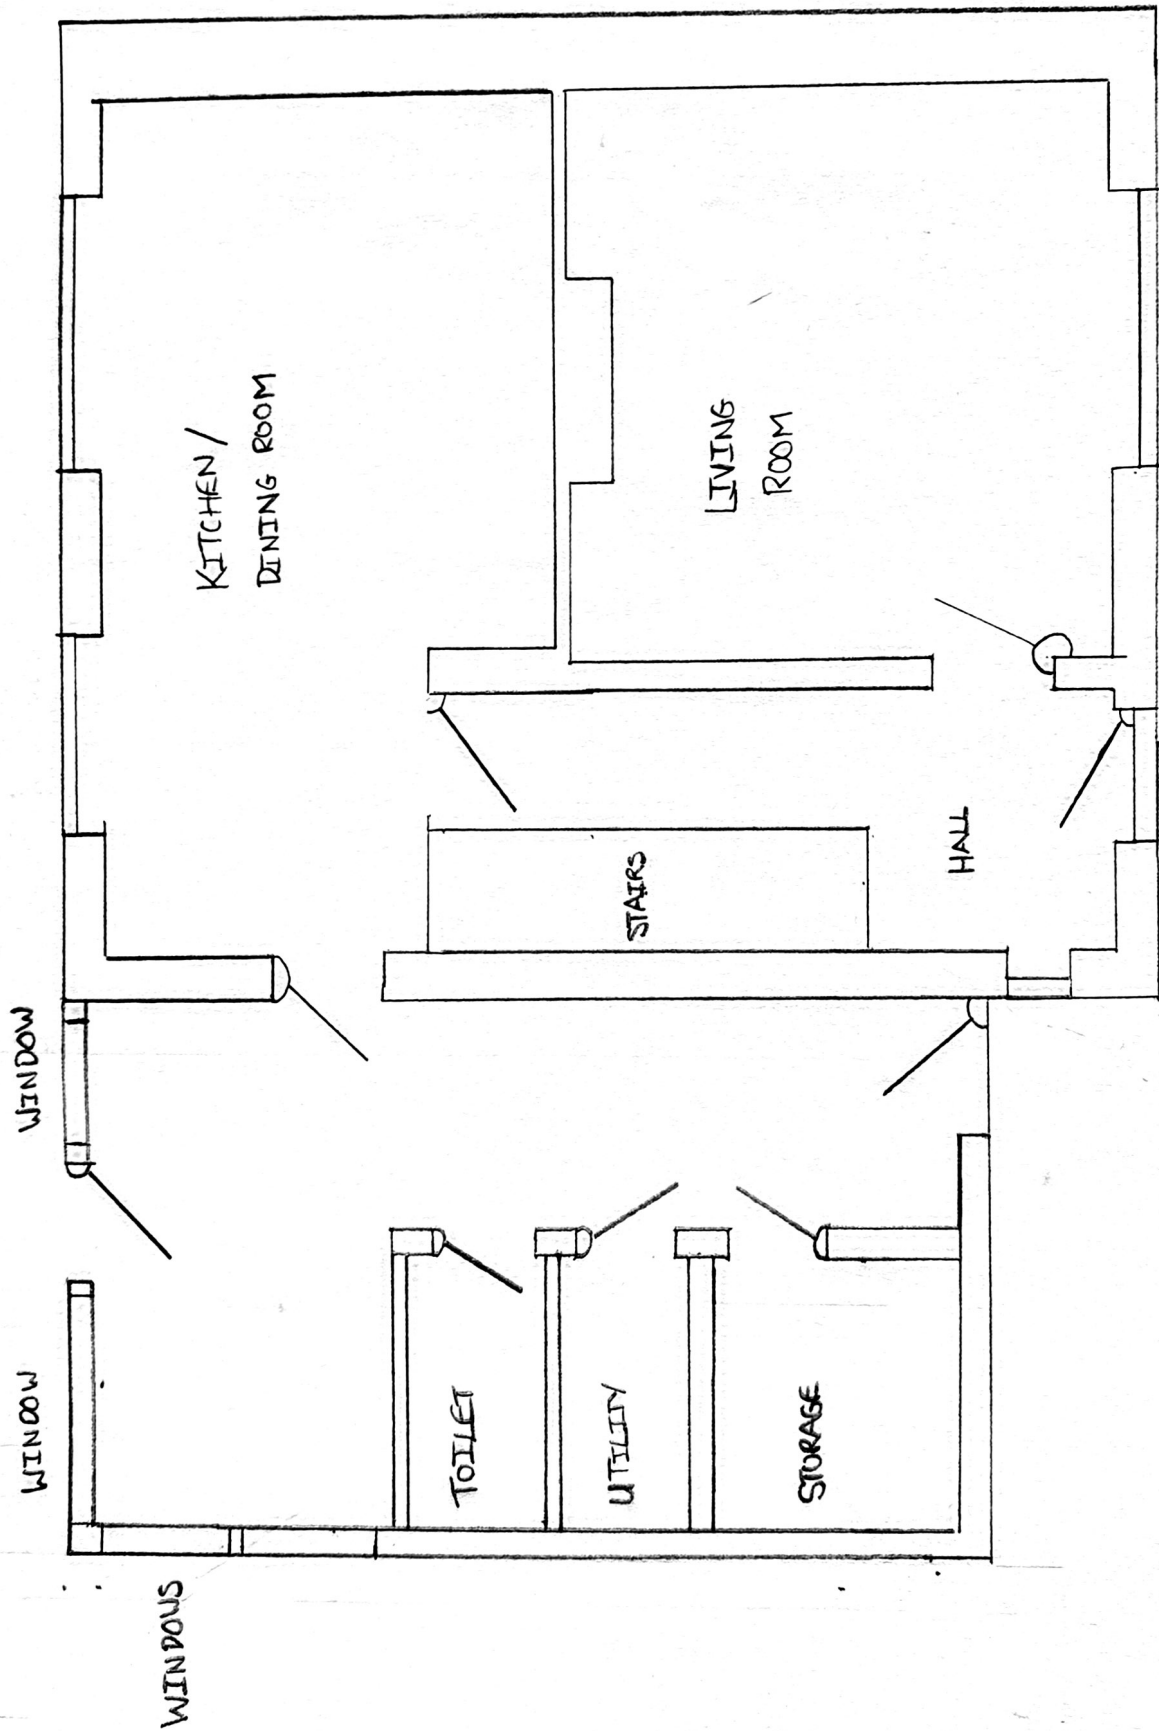 KITCHEN /
DINING ROOM
LIVING
ROOM
HALL
STAIRS
WINDOW
WINDOW
WINDOWS
TOILET
UTILITY
STORAGE